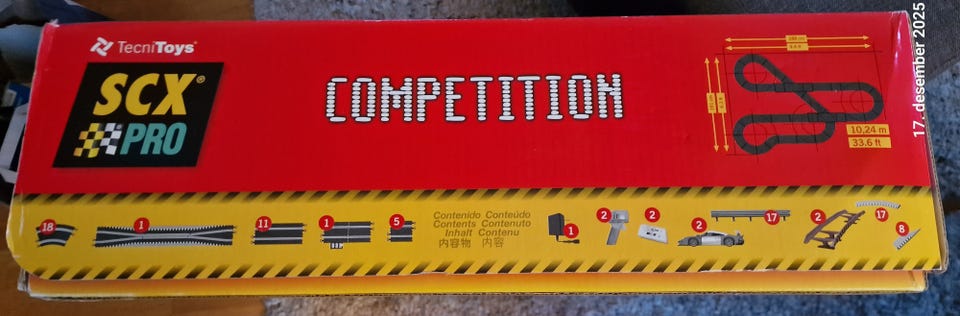 TecniToys®
SCX®
PRO
COMPETITION
10,24 m
33.6 ft
17. desember 2025
18
1
11
1
5
Contenido Conteúdo
Contents Contenuto
Inhalt Contenu
内容物 内容
1
2
2
2
17
2
17
8